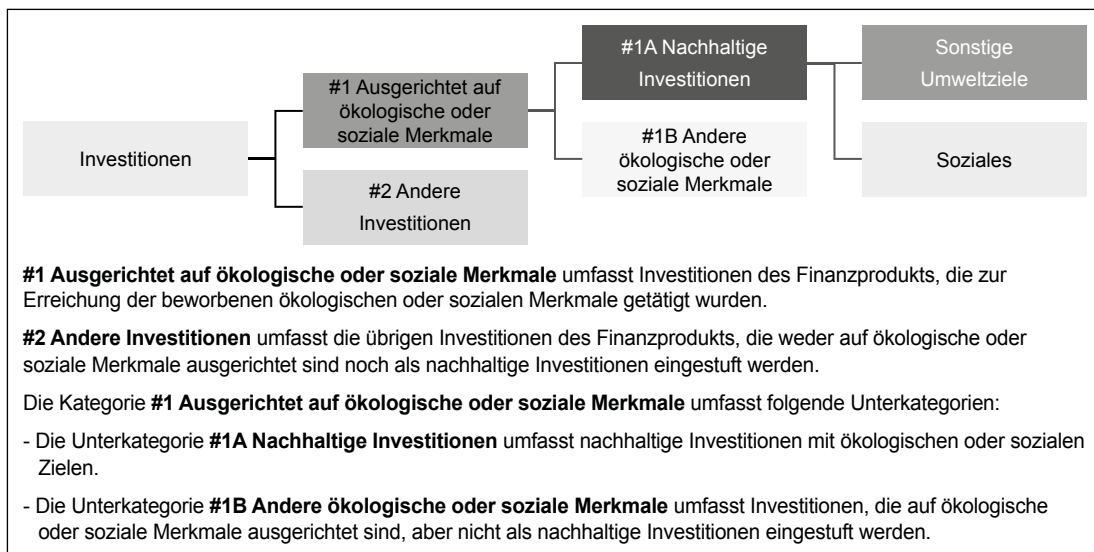 Investitionen
#1 Ausgerichtet auf
ökologische oder
soziale Merkmale
#2 Andere
Investitionen
#1A Nachhaltige
Investitionen
#1B Andere
ökologische oder
soziale Merkmale
Sonstige
Umweltziele
Soziales
#1 Ausgerichtet auf ökologische oder soziale Merkmale umfasst Investitionen des Finanzprodukts, die zur
Erreichung der beworbenen ökologischen oder sozialen Merkmale getätigt wurden.
#2 Andere Investitionen umfasst die übrigen Investitionen des Finanzprodukts, die weder auf ökologische oder
soziale Merkmale ausgerichtet sind noch als nachhaltige Investitionen eingestuft werden.
Die Kategorie #1 Ausgerichtet auf ökologische oder soziale Merkmale umfasst folgende Unterkategorien:
- Die Unterkategorie #1A Nachhaltige Investitionen umfasst nachhaltige Investitionen mit ökologischen oder sozialen
Zielen.
- Die Unterkategorie #1B Andere ökologische oder soziale Merkmale umfasst Investitionen, die auf ökologische
oder soziale Merkmale ausgerichtet sind, aber nicht als nachhaltige Investitionen eingestuft werden.